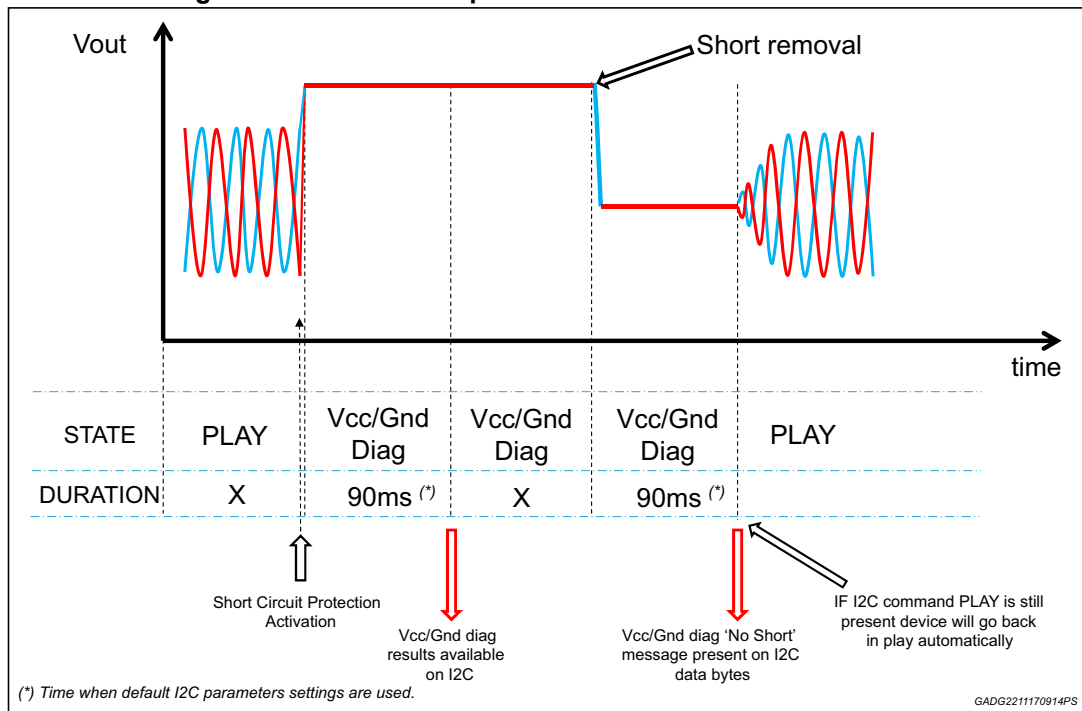 Vout
Short removal
time
STATE PLAY Vcc/Gnd Diag Vcc/Gnd Diag Vcc/Gnd Diag PLAY
DURATION X 90ms (*) X 90ms (*)
Short Circuit Protection
Activation
Vcc/Gnd diag
results available
on I2C
Vcc/Gnd diag 'No Short'
message present on I2C
data bytes
IF I2C command PLAY is still
present device will go back
in play automatically
(*) Time when default I2C parameters settings are used.
GADG2211170914PS